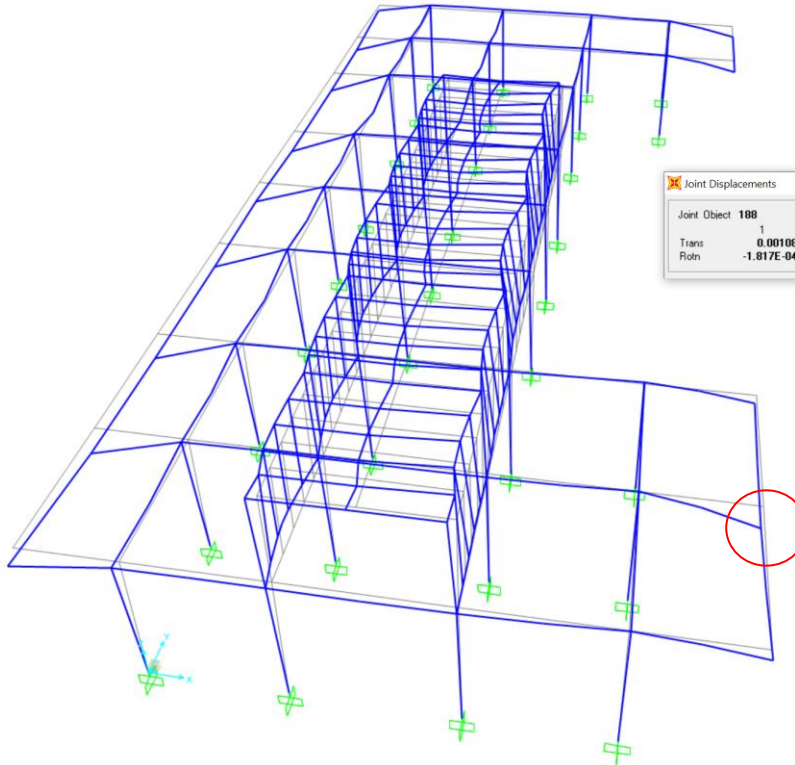 Joint Displacements
Joint Object 188
1
Trans 0.00108
Rotn -1.817E-04
Y
X